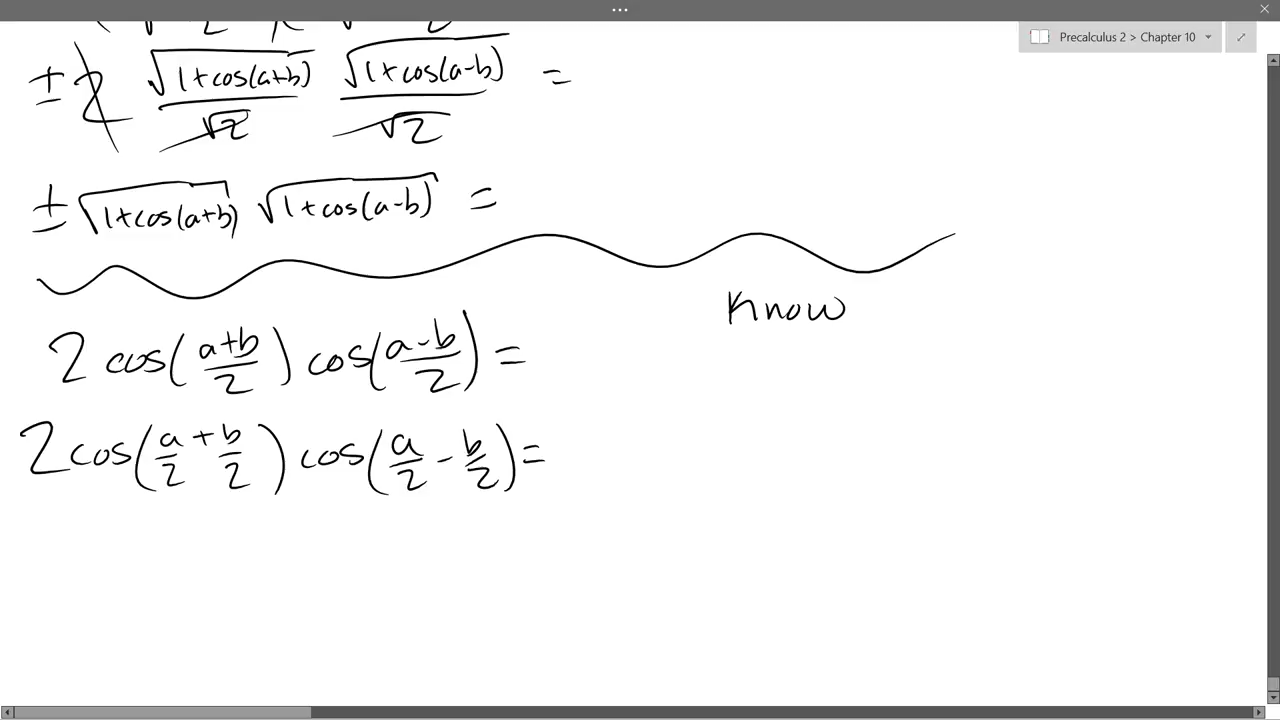 Precalculus 2 > Chapter 10
± 2 √(1+cos(a+b))/√2 √(1+cos(a-b))/√2 =
± √(1+cos(a+b)) √(1+cos(a-b)) =
Know
2 cos((a+b)/2) cos((a-b)/2) =
2 cos(a/2 + b/2) cos(a/2 - b/2) =